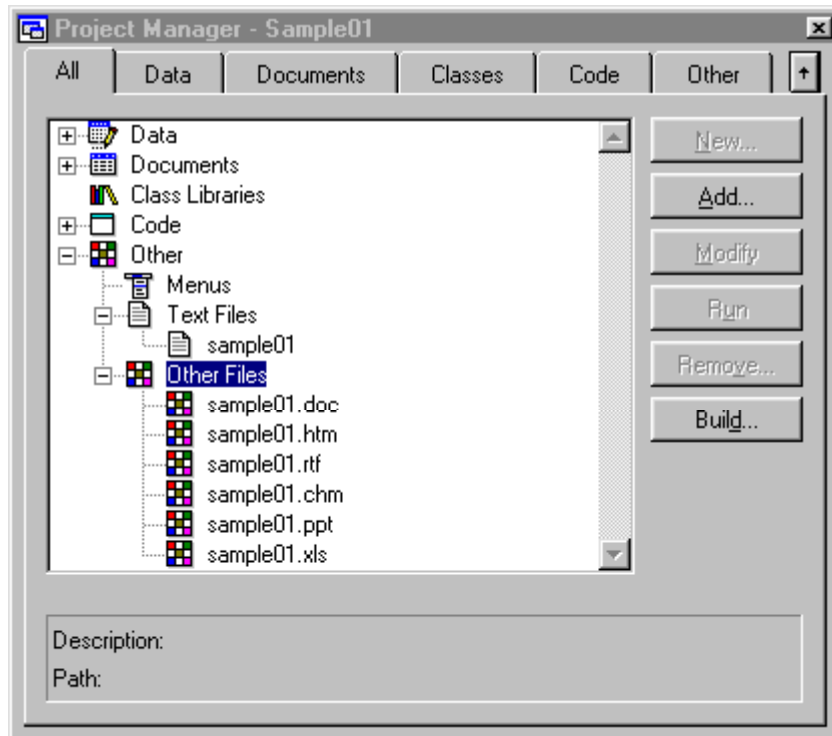 Project Manager - Sample01
All Data Documents Classes Code Other
Data
Documents
Class Libraries
Code
Other
Menus
Text Files
sample01
Other Files
sample01.doc
sample01.htm
sample01.rtf
sample01.chm
sample01.ppt
sample01.xls
New...
Add...
Modify
Run
Remove...
Build...
Description:
Path: